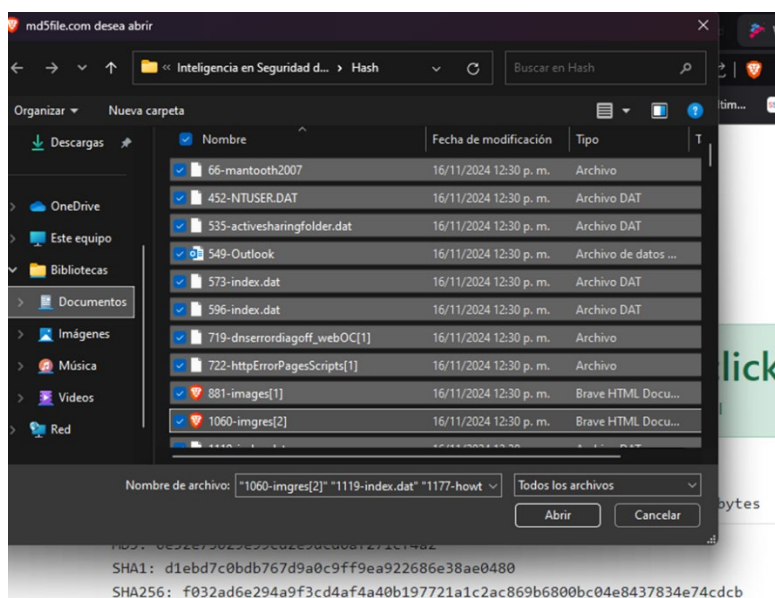 md5file.com desea abrir
« Inteligencia en Seguridad d... > Hash
Buscar en Hash
Organizar
Nueva carpeta
Nombre
Fecha de modificación
Tipo
T
Descargas
OneDrive
Este equipo
Bibliotecas
Documentos
Imágenes
Música
Videos
Red
66-mantooth2007 16/11/2024 12:30 p. m. Archivo
452-NTUSER.DAT 16/11/2024 12:30 p. m. Archivo DAT
535-activesharingfolder.dat 16/11/2024 12:30 p. m. Archivo DAT
549-Outlook 16/11/2024 12:30 p. m. Archivo de datos ...
573-index.dat 16/11/2024 12:30 p. m. Archivo DAT
596-index.dat 16/11/2024 12:30 p. m. Archivo DAT
719-dnserrordiagoff_webOC[1] 16/11/2024 12:30 p. m. Archivo
722-httpErrorPagesScripts[1] 16/11/2024 12:30 p. m. Archivo
881-images[1] 16/11/2024 12:30 p. m. Brave HTML Docu...
1060-imgres[2] 16/11/2024 12:30 p. m. Brave HTML Docu...
Nombre de archivo: "1060-imgres[2]" "1119-index.dat" "1177-howt
Todos los archivos
Abrir
Cancelar
tim...
lick
bytes
SHA1: d1ebd7c0bdb767d9a0c9ff9ea922686e38ae0480
SHA256: f032ad6e294a9f3cd4af4a40b197721a1c2ac869b6800bc04e8437834e74cdcb